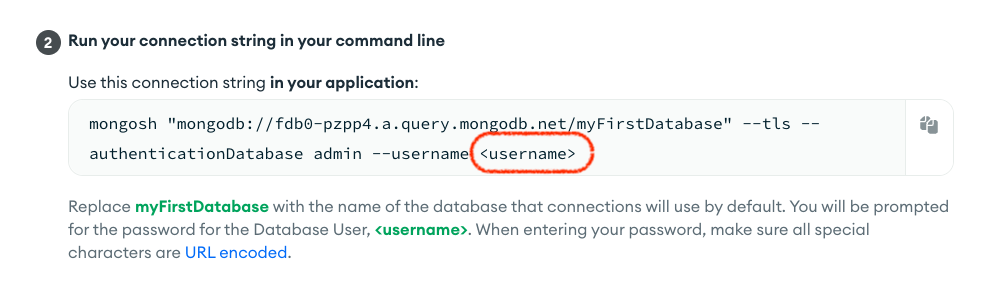 2 Run your connection string in your command line
Use this connection string in your application:
mongosh "mongodb://fdb0-pzpp4.a.query.mongodb.net/myFirstDatabase" --tls --
authenticationDatabase admin --username <username>
Replace myFirstDatabase with the name of the database that connections will use by default. You will be prompted
for the password for the Database User, <username>. When entering your password, make sure all special
characters are URL encoded.